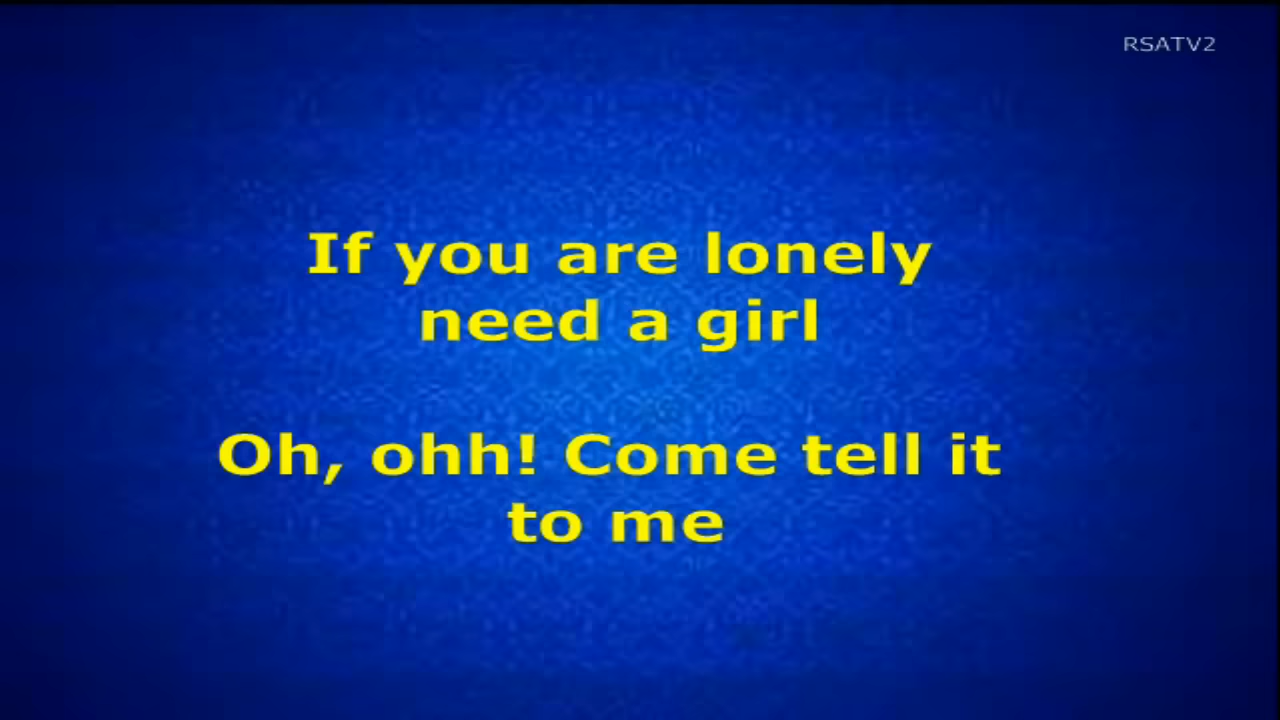 RSATV2
If you are lonely
need a girl
Oh, ohh! Come tell it
to me